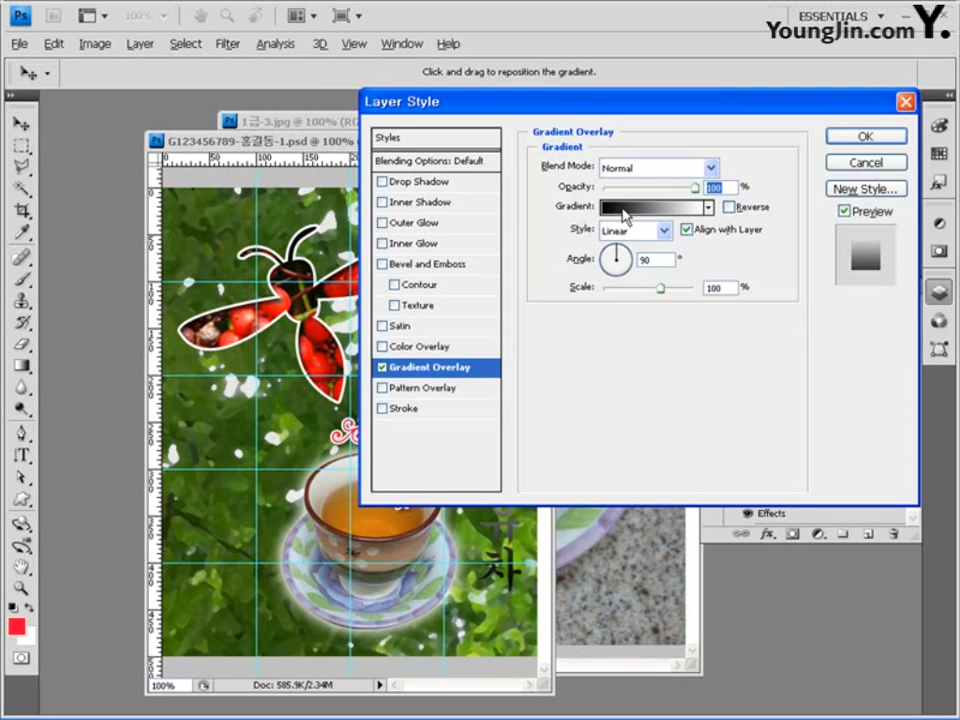 Ps
Br
100%
ESSENTIALS
YoungJin.com Y.
File Edit Image Layer Select Filter Analysis 3D View Window Help
Click and drag to reposition the gradient.
Layer Style
1급-3.jpg @ 100% (RG
G123456789-홍길동-1.psd @ 100%
Styles
Blending Options: Default
Drop Shadow
Inner Shadow
Outer Glow
Inner Glow
Bevel and Emboss
Contour
Texture
Satin
Color Overlay
Gradient Overlay
Pattern Overlay
Stroke
Gradient Overlay
Gradient
Blend Mode: Normal
Opacity: 100 %
Gradient: Reverse
Style: Linear Align with Layer
Angle: 90 °
Scale: 100 %
OK
Cancel
New Style...
Preview
Effects
차
100%
Doc: 585.9K/2.34M